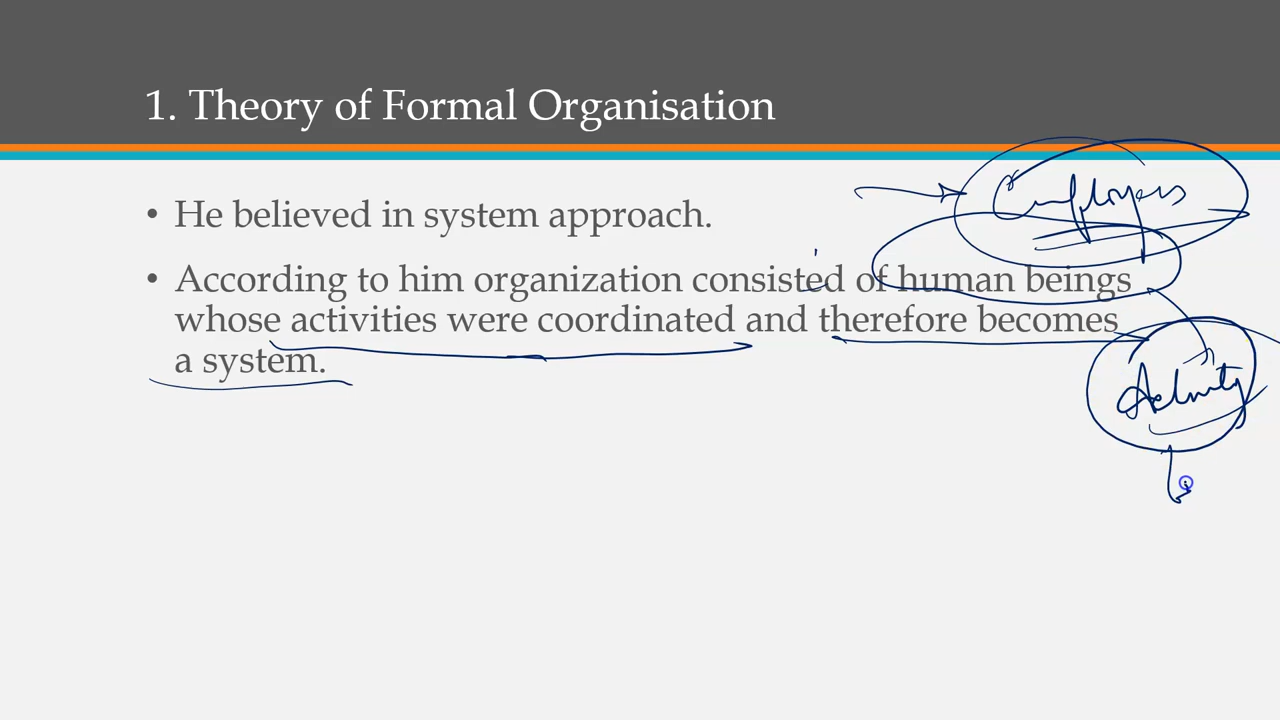 1. Theory of Formal Organisation
Employees
• He believed in system approach.
• According to him organization consisted of human beings
whose activities were coordinated and therefore becomes
a system.
Activity